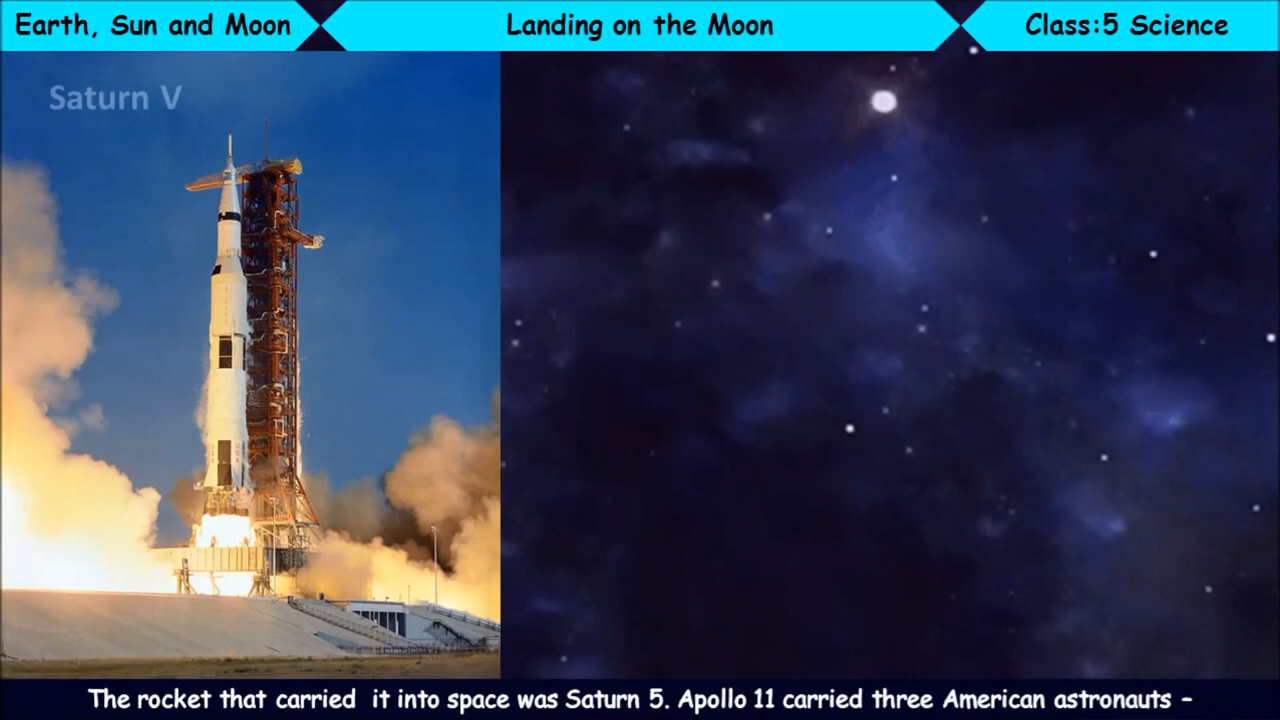 Earth, Sun and Moon
Landing on the Moon
Class:5 Science
Saturn V
The rocket that carried it into space was Saturn 5. Apollo 11 carried three American astronauts -